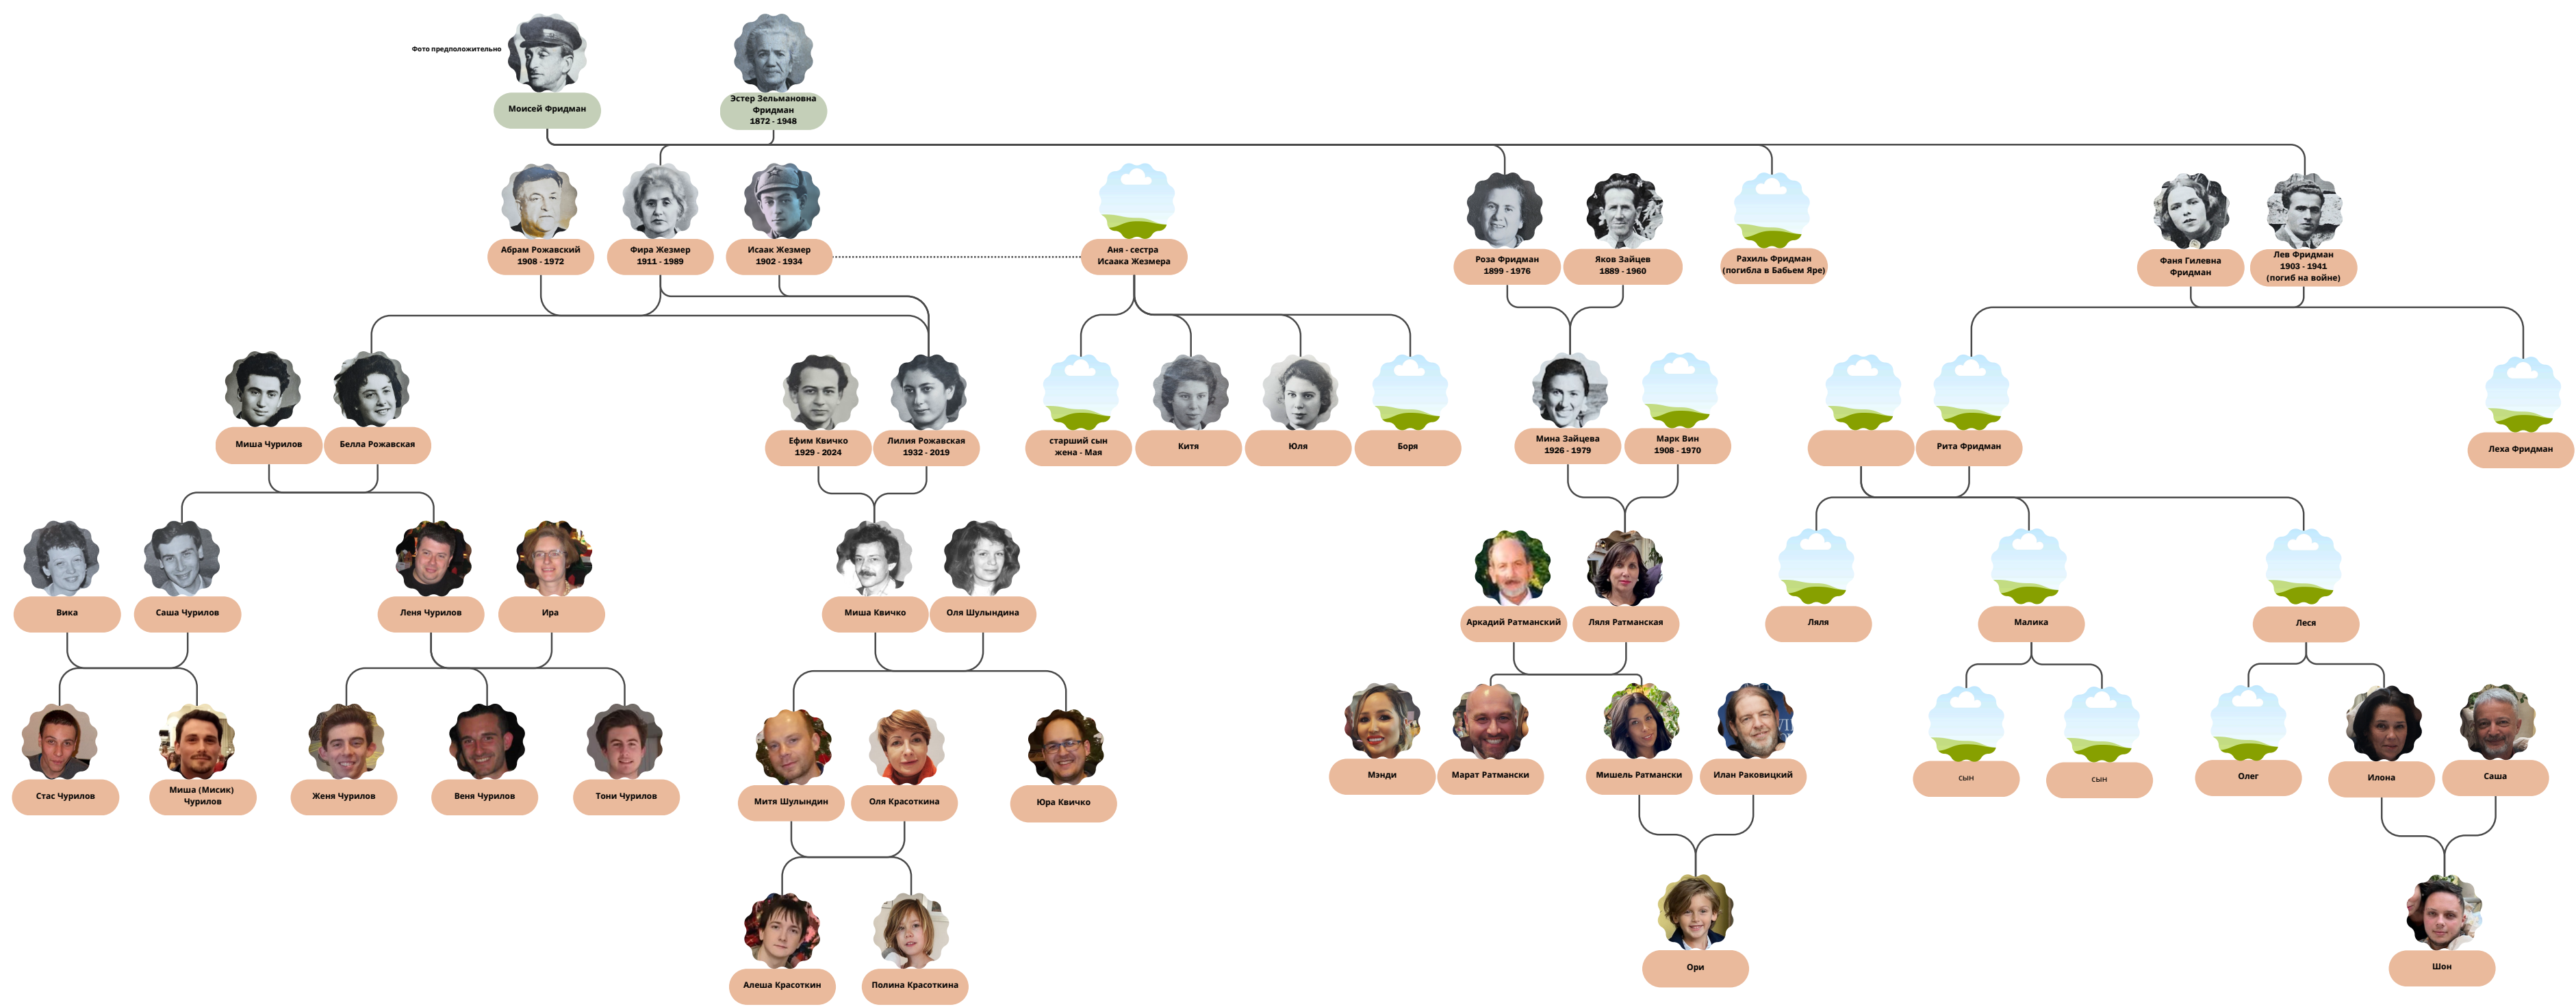 Фото предположительно
Моисей Фридман
Эстер Зельмановна
Фридман
1872 - 1948
Абрам Рожавский
1908 - 1972
Фира Жезмер
1911 - 1989
Исаак Жезмер
1902 - 1934
Аня - сестра
Исаака Жезмера
Роза Фридман
1899 - 1976
Яков Зайцев
1889 - 1960
Рахиль Фридман
(погибла в Бабьем Яре)
Фаня Гилевна
Фридман
Лев Фридман
1903 - 1941
(погиб на войне)
Миша Чурилов
Белла Рожавская
Ефим Квичко
1929 - 2024
Лилия Рожавская
1932 - 2019
старший сын
жена - Мая
Китя
Юля
Боря
Мина Зайцева
1926 - 1979
Марк Вин
1908 - 1970
Рита Фридман
Леха Фридман
Вика
Саша Чурилов
Леня Чурилов
Ира
Миша Квичко
Оля Шулындина
Аркадий Ратманский
Ляля Ратманская
Ляля
Малика
Леся
Стас Чурилов
Миша (Мисик)
Чурилов
Женя Чурилов
Веня Чурилов
Тони Чурилов
Митя Шулындин
Оля Красоткина
Юра Квичко
Мэнди
Марат Ратмански
Мишель Ратмански
Илан Раковицкий
сын
сын
Олег
Илона
Саша
Алеша Красоткин
Полина Красоткина
Ори
Шон